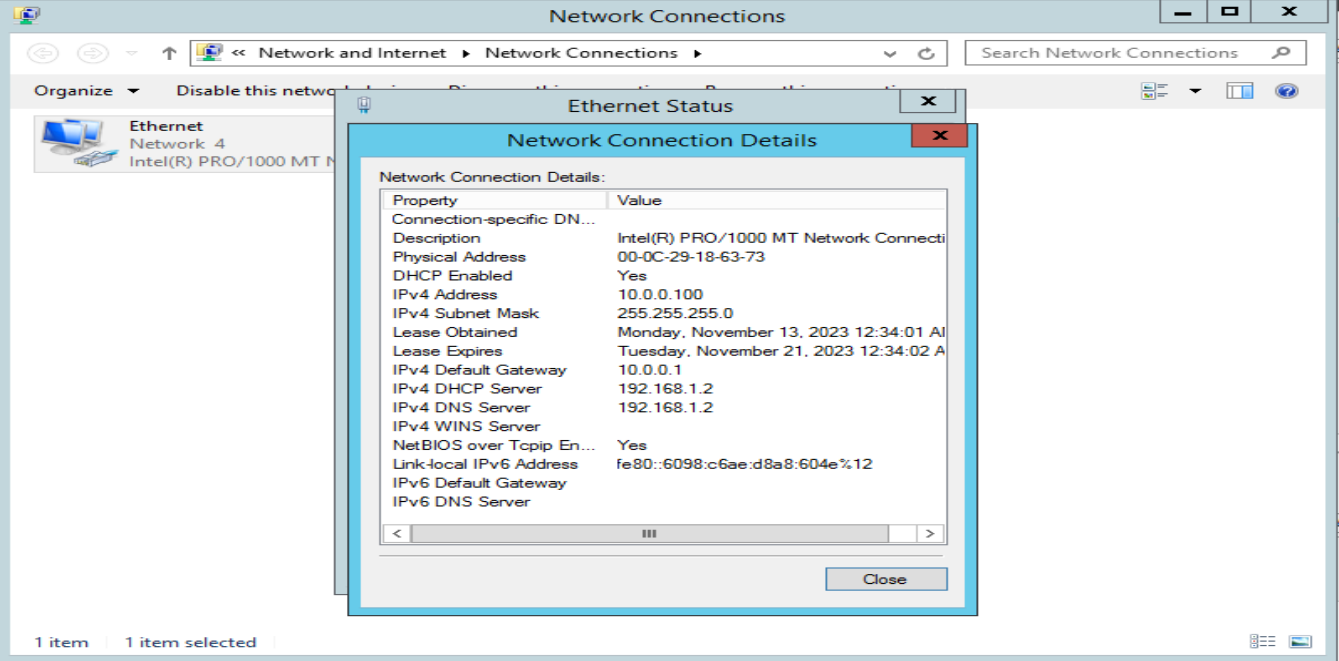 Network Connections
« Network and Internet Network Connections
Search Network Connections
Organize Disable this
Ethernet
Network 4
Intel(R) PRO/1000 MT
Ethernet Status
Network Connection Details
Network Connection Details:
Property Value
Connection-specific DN...
Description Intel(R) PRO/1000 MT Network Connecti
Physical Address 00-0C-29-18-63-73
DHCP Enabled Yes
IPv4 Address 10.0.0.100
IPv4 Subnet Mask 255.255.255.0
Lease Obtained Monday, November 13, 2023 12:34:01 Al
Lease Expires Tuesday, November 21, 2023 12:34:02 A
IPv4 Default Gateway 10.0.0.1
IPv4 DHCP Server 192.168.1.2
IPv4 DNS Server 192.168.1.2
IPv4 WINS Server
NetBIOS over Tcpip En... Yes
Link-local IPv6 Address fe80::6098:c6ae:d8a8:604e%12
IPv6 Default Gateway
IPv6 DNS Server
Close
1 item 1 item selected